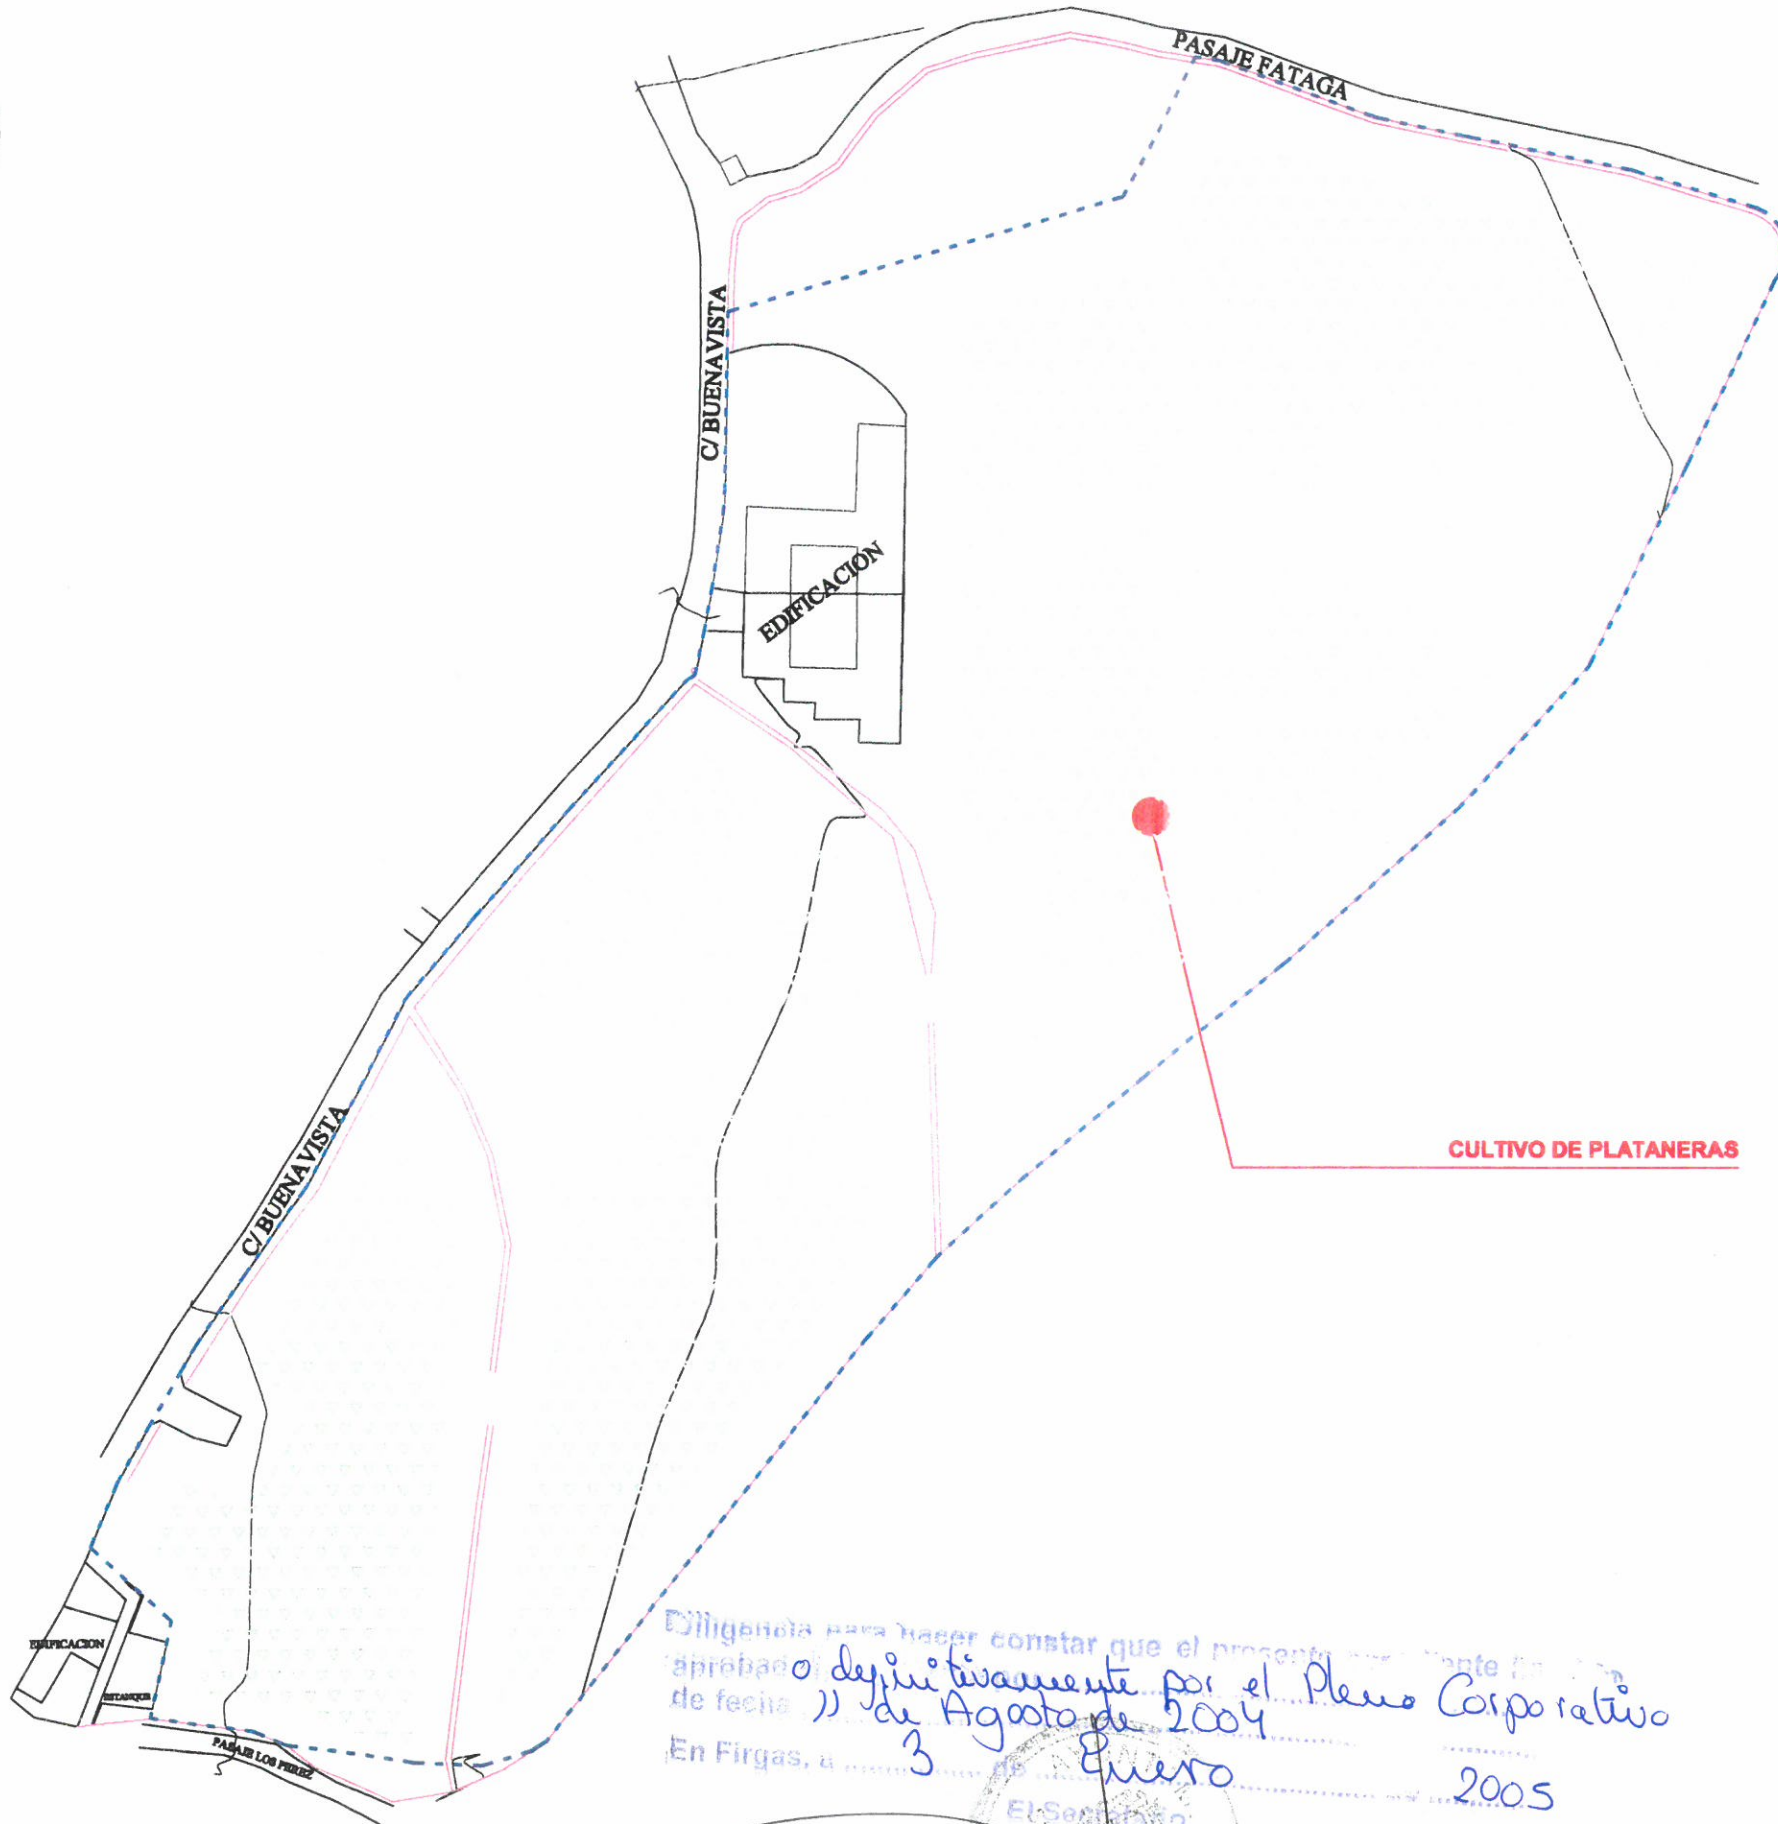 PASAJE FATAGA
C/ BUENAVISTA
EDIFICACION
CULTIVO DE PLATANERAS
C/ BUENAVISTA
EDIFICACION
ESTANQUE
PASAJE LOS PEREZ
Diligencia para hacer constar que el presente
aprobad o definitivamente por el Pleno Corporativo
de fecha 11 de Agosto de 2004
En Firgas, a 3 de Enero 2005
El Secretario